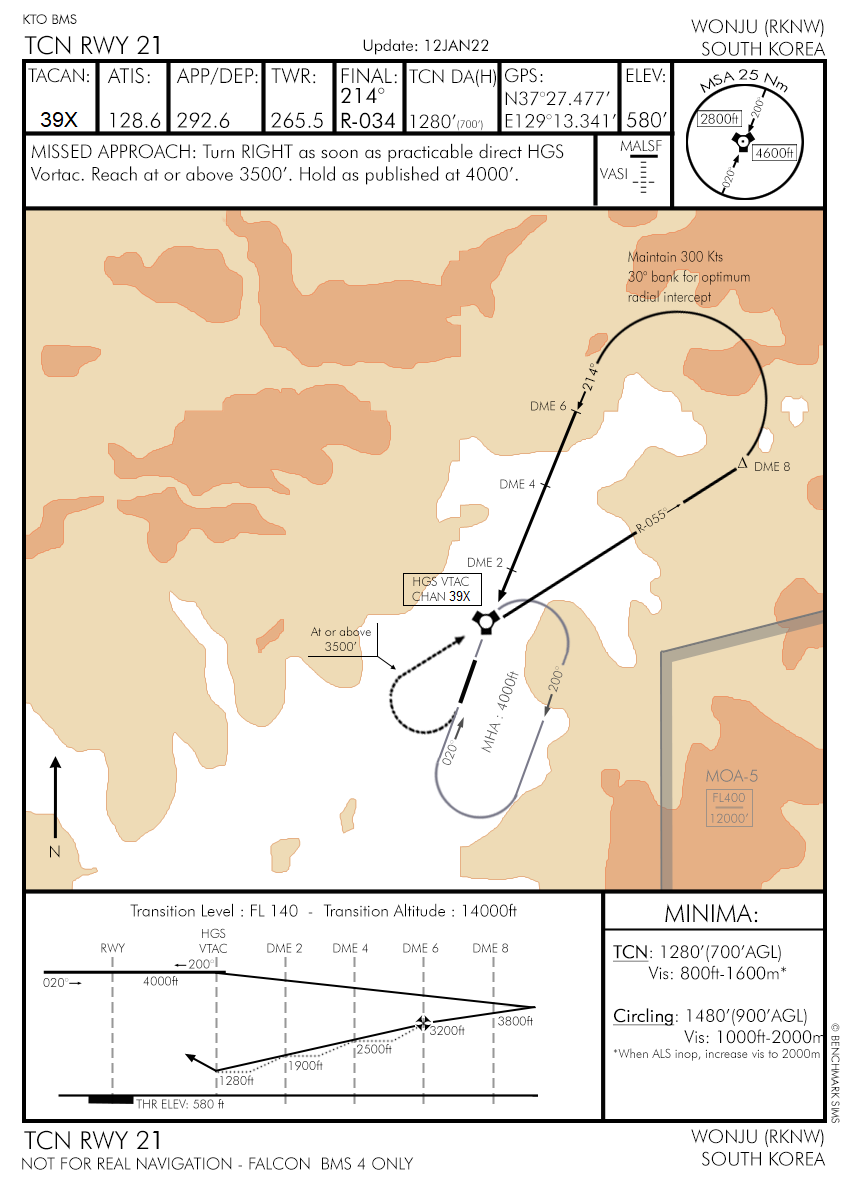 KTO BMS
TCN RWY 21
Update: 12JAN22
WONJU (RKNW)
SOUTH KOREA
TACAN:
39X
ATIS:
128.6
APP/DEP:
292.6
TWR:
265.5
FINAL:
214°
R-034
TCN DA(H)
1280'(700')
GPS:
N37°27.477'
E129°13.341'
ELEV:
580'
MISSED APPROACH: Turn RIGHT as soon as practicable direct HGS
Vortac. Reach at or above 3500'. Hold as published at 4000'.
MALSF
VASI
MSA 25 Nm
200°
2800ft
4600ft
020°
Maintain 300 Kts
30° bank for optimum
radial intercept
214°
DME 6
DME 8
DME 4
R-055°
DME 2
HGS VTAC
CHAN 39X
At or above
3500'
MHA : 4000ft
200°
020°
MOA-5
FL400
12000'
N
Transition Level : FL 140 - Transition Altitude : 14000ft
RWY
HGS
VTAC
DME 2
DME 4
DME 6
DME 8
200°
020°
4000ft
3800ft
3200ft
2500ft
1900ft
1280ft
THR ELEV: 580 ft
MINIMA:
TCN: 1280'(700'AGL)
Vis: 800ft-1600m*
Circling: 1480'(900'AGL)
Vis: 1000ft-2000m
*When ALS inop, increase vis to 2000m
© BENCHMARK SIMS
TCN RWY 21
NOT FOR REAL NAVIGATION - FALCON BMS 4 ONLY
WONJU (RKNW)
SOUTH KOREA